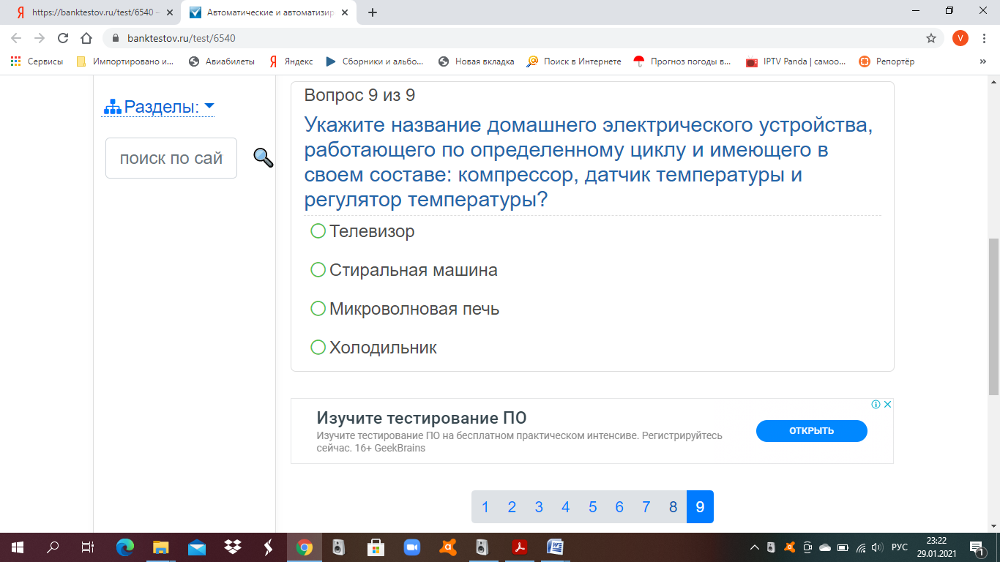 https://banktestov.ru/test/6540 -
Автоматические и автоматизир
banktestov.ru/test/6540
V
Сервисы
Импортировано и...
Авиабилеты
Яндекс
Сборники и альбо...
Новая вкладка
Поиск в Интернете
Прогноз погоды в...
IPTV Panda | самоо...
Репортёр
»
Разделы:
поиск по сай
Вопрос 9 из 9
Укажите название домашнего электрического устройства,
работающего по определенному циклу и имеющего в
своем составе: компрессор, датчик температуры и
регулятор температуры?
Телевизор
Стиральная машина
Микроволновая печь
Холодильник
Изучите тестирование ПО
Изучите тестирование ПО на бесплатном практическом интенсиве. Регистрируйтесь
сейчас. 16+ GeekBrains
ОТКРЫТЬ
1 2 3 4 5 6 7 8 9
РУС
23:22
29.01.2021
1